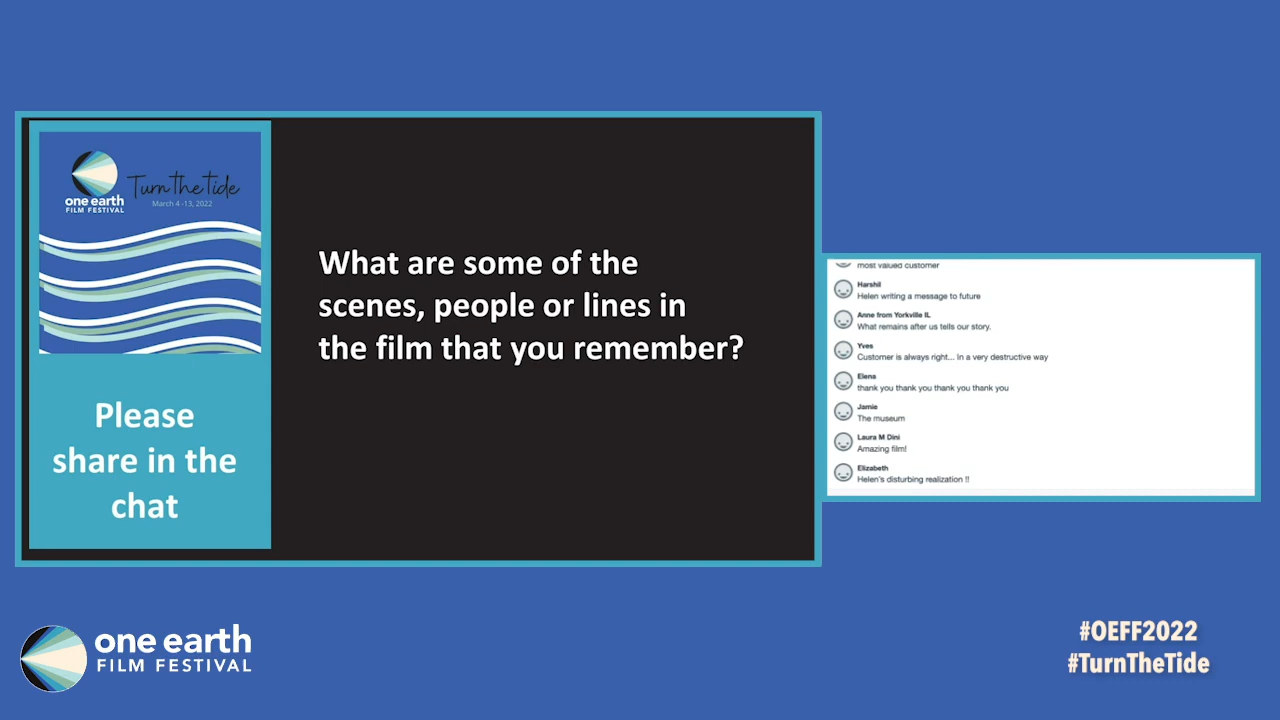 one earth
FILM FESTIVAL
Turn the Tide
March 4 -13, 2022
Please
share in the
chat
What are some of the
scenes, people or lines in
the film that you remember?
most valued customer
Harshil
Helen writing a message to future
Anne from Yorkville IL
What remains after us tells our story.
Yves
Customer is always right... In a very destructive way
Elena
thank you thank you thank you thank you
Jamie
The museum
Laura M Dini
Amazing film!
Elizabeth
Helen's disturbing realization !!
one earth
FILM FESTIVAL
#OEFF2022
#TurnTheTide